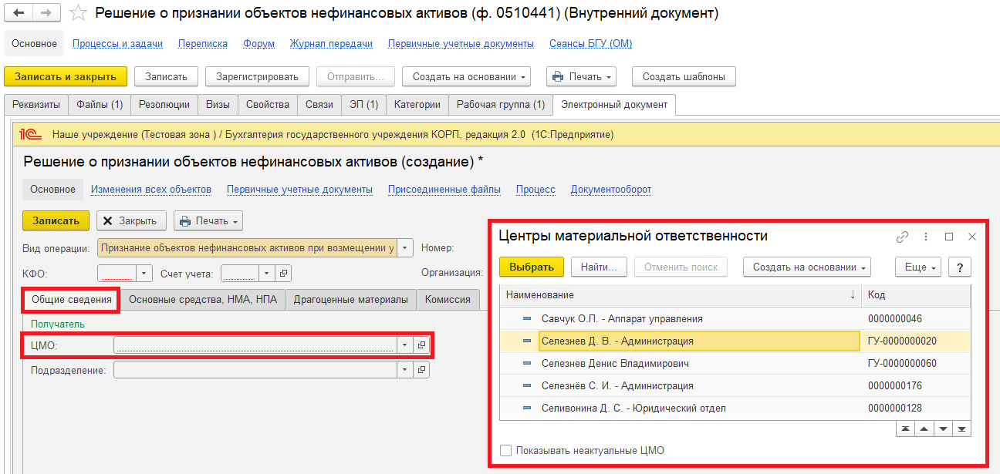 Решение о признании объектов нефинансовых активов (ф. 0510441) (Внутренний документ)
Основное Процессы и задачи Переписка Форум Журнал передачи Первичные учетные документы Сеансы БГУ (ОМ)
Записать и закрыть Записать Зарегистрировать Отправить... Создать на основании Печать Создать шаблоны
Реквизиты Файлы (1) Резолюции Визы Свойства Связи ЭП (1) Категории Рабочая группа (1) Электронный документ
1С Наше учреждение (Тестовая зона ) / Бухгалтерия государственного учреждения КОРП, редакция 2.0 (1С:Предприятие)
Решение о признании объектов нефинансовых активов (создание) *
Основное Изменения всех объектов Первичные учетные документы Присоединенные файлы Процесс Документооборот
Записать Закрыть Печать
Вид операции: Признание объектов нефинансовых активов при возмещении у Номер:
КФО: Счет учета: Организация:
Общие сведения Основные средства, НМА, НПА Драгоценные материалы Комиссия
Получатель
ЦМО:
Подразделение:
Центры материальной ответственности
Выбрать Найти... Отменить поиск Создать на основании Еще ?
Наименование ↓ Код
Савчук О.П. - Аппарат управления 0000000046
Селезнев Д. В. - Администрация ГУ-0000000020
Селезнев Денис Владимирович ГУ-0000000060
Селезнёв С. И. - Администрация 0000000176
Селивонина Д. С. - Юридический отдел 0000000128
Показывать неактуальные ЦМО